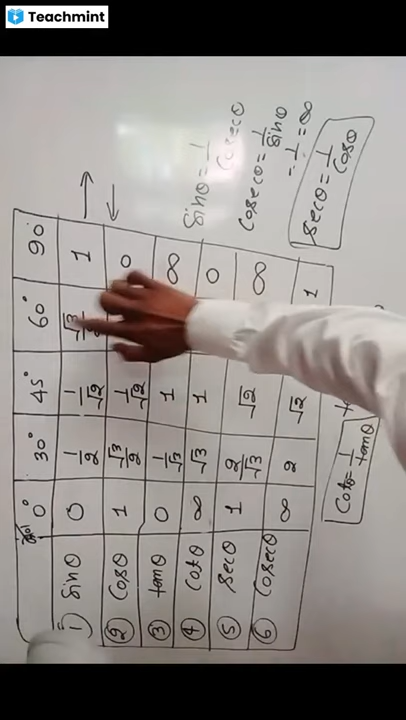 Teachmint
0° 30° 45° 60° 90
① sinθ 0 1/2 1/√2 √3 1
② cosθ 1 √3/2 1/√2 0
③ tanθ 0 1/√3 1 ∞
④ cotθ ∞ √3 1 0
⑤ secθ 1 2/√3 √2 ∞
⑥ cosecθ ∞ 2 √2 1
→
←
sinθ = 1/cosecθ
cosecθ = 1/sinθ
= 1/ = ∞
secθ = 1/cosθ
cotθ = 1/tanθ